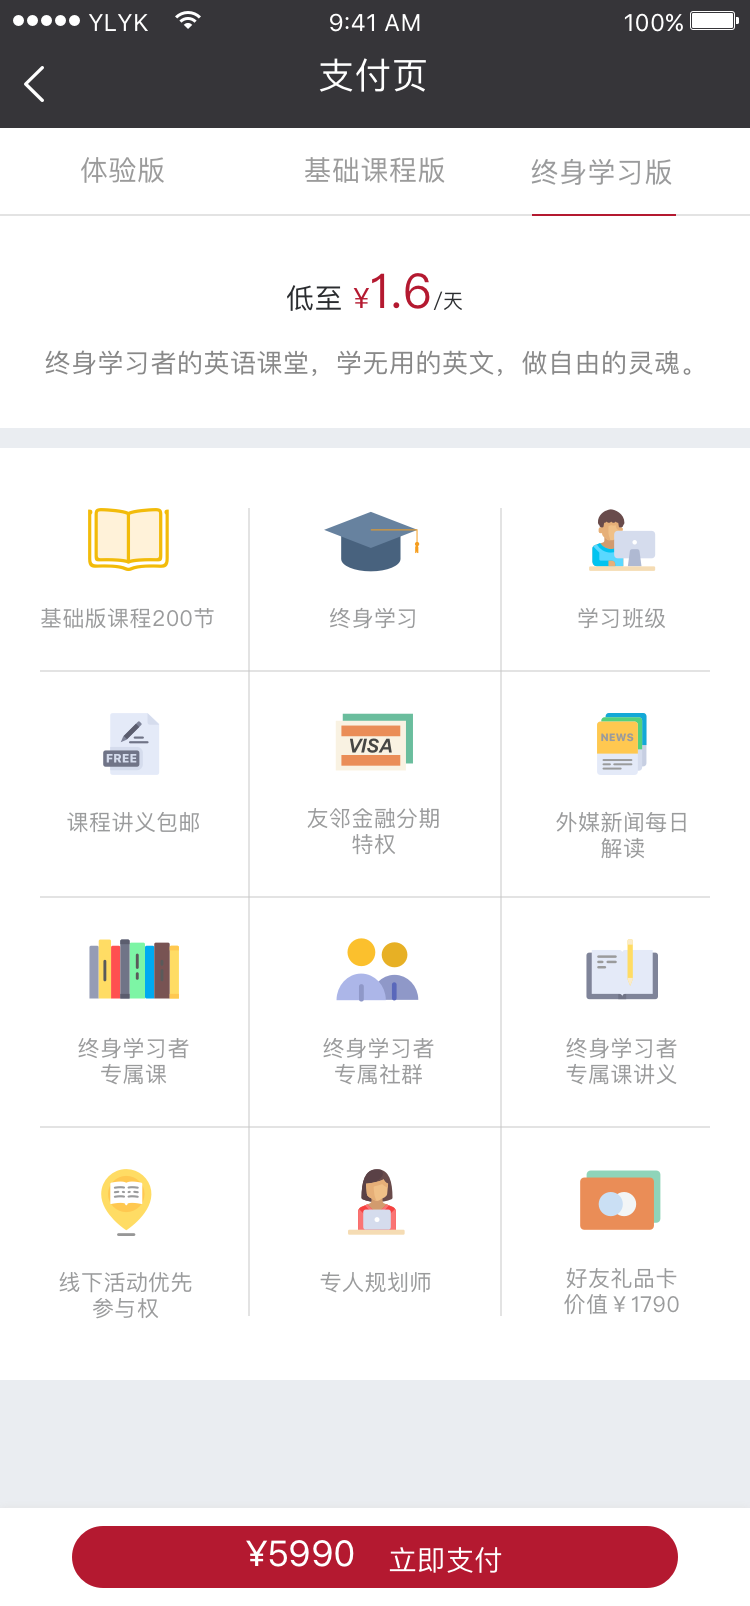 YLYK 9:41 AM 100%
支付页
体验版 基础课程版 终身学习版
低至 ¥1.6/天
终身学习者的英语课堂，学无用的英文，做自由的灵魂。
基础版课程200节
终身学习
学习班级
FREE
课程讲义包邮
VISA
友邻金融分期
特权
NEWS
外媒新闻每日
解读
终身学习者
专属课
终身学习者
专属社群
终身学习者
专属课讲义
线下活动优先
参与权
专人规划师
好友礼品卡
价值￥1790
¥5990 立即支付